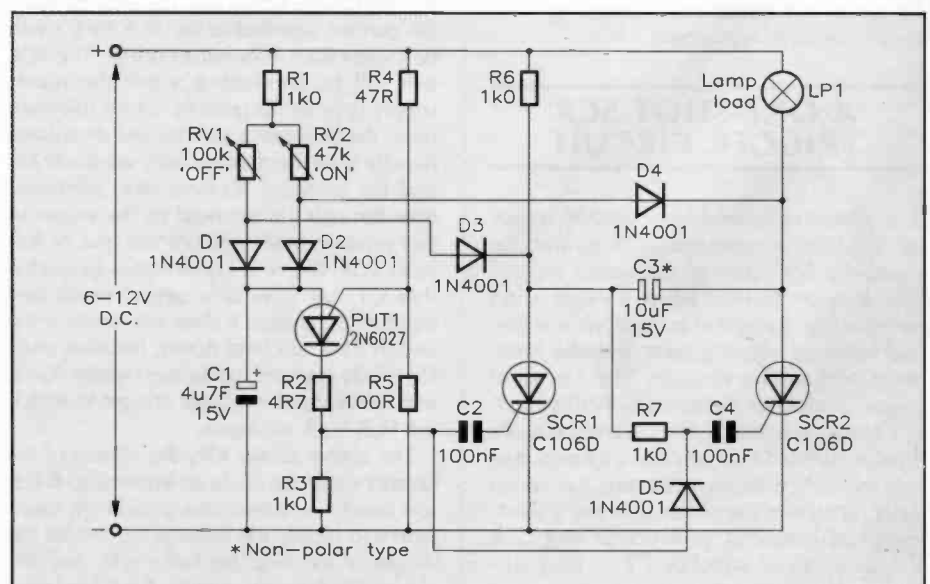 +
R1
1k0
R4
47R
R6
1k0
Lamp
load
LP1
RV1
100k
'OFF'
RV2
47k
'ON'
D4
1N4001
D1
1N4001
D2
1N4001
D3
1N4001
C3*
10uF
15V
6-12V
D.C.
PUT1
2N6027
C1
4u7F
15V
+
R2
4R7
R5
100R
C2
100nF
SCR1
C106D
R7
1k0
C4
100nF
SCR2
C106D
R3
1k0
D5
1N4001
-
*Non-polar type